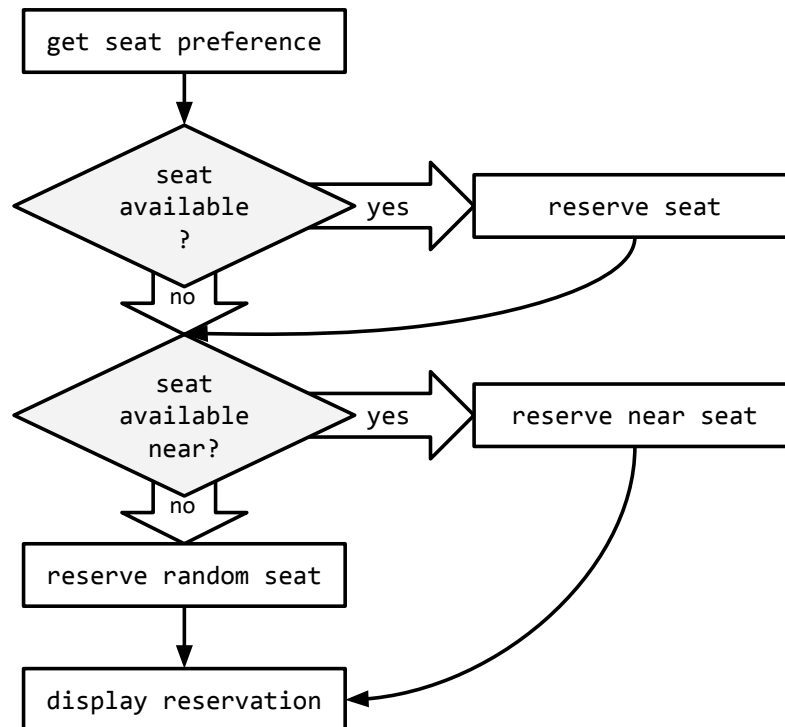 get seat preference
seat
available
?
yes
reserve seat
no
seat
available
near?
yes
reserve near seat
no
reserve random seat
display reservation